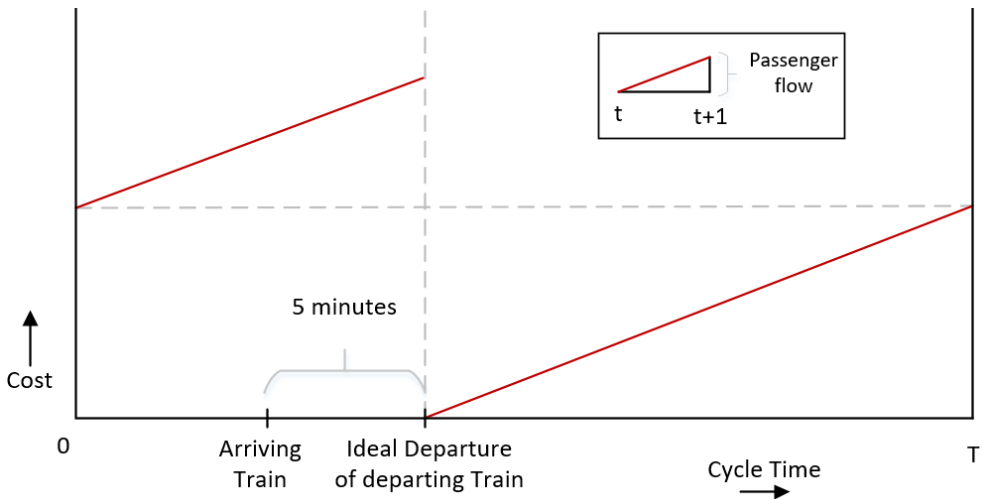 Passenger
flow
t
t+1
5 minutes
Cost
0
Arriving
Train
Ideal Departure
of departing Train
Cycle Time
T